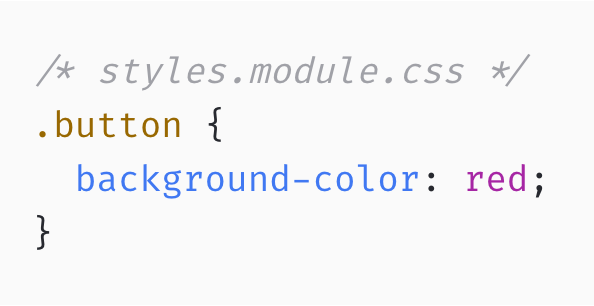 /* styles.module.css */
.button {
  background-color: red;
}